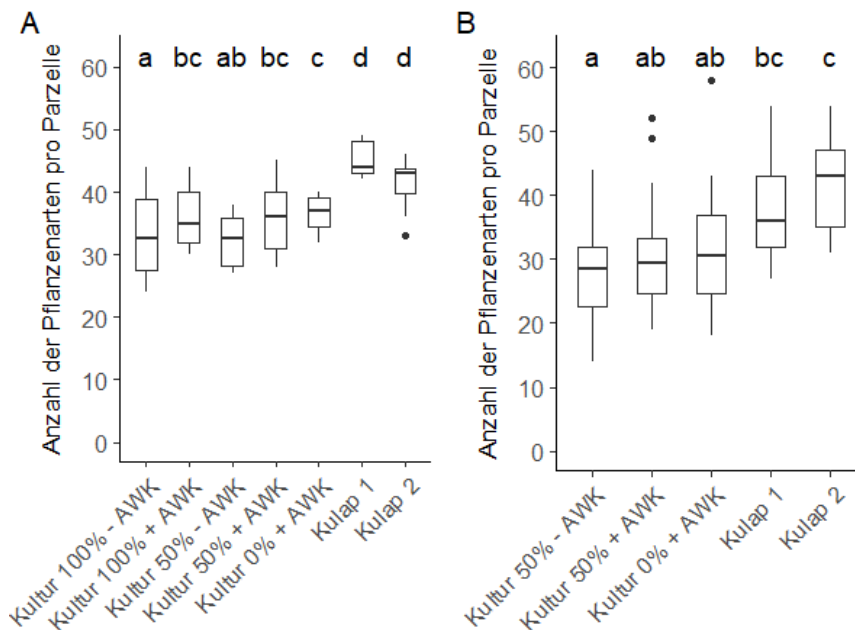 A
Anzahl der Pflanzenarten pro Parzelle
60
50
40
30
20
10
0
a bc ab bc c d d
Kultur 100% - AWK
Kultur 100% + AWK
Kultur 50% - AWK
Kultur 50% + AWK
Kultur 0% + AWK
Kulap 1
Kulap 2
B
Anzahl der Pflanzenarten pro Parzelle
60
50
40
30
20
10
0
a ab ab bc c
Kultur 50% - AWK
Kultur 50% + AWK
Kultur 0% + AWK
Kulap 1
Kulap 2